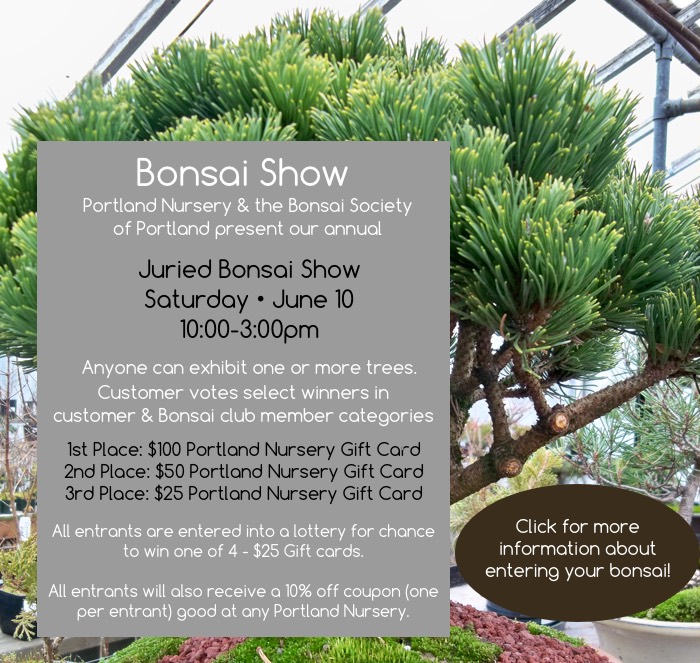 Bonsai Show
Portland Nursery & the Bonsai Society
of Portland present our annual
Juried Bonsai Show
Saturday • June 10
10:00-3:00pm
Anyone can exhibit one or more trees.
Customer votes select winners in
customer & Bonsai club member categories
1st Place: $100 Portland Nursery Gift Card
2nd Place: $50 Portland Nursery Gift Card
3rd Place: $25 Portland Nursery Gift Card
All entrants are entered into a lottery for chance
to win one of 4 - $25 Gift cards.
All entrants will also receive a 10% off coupon (one
per entrant) good at any Portland Nursery.
Click for more
information about
entering your bonsai!